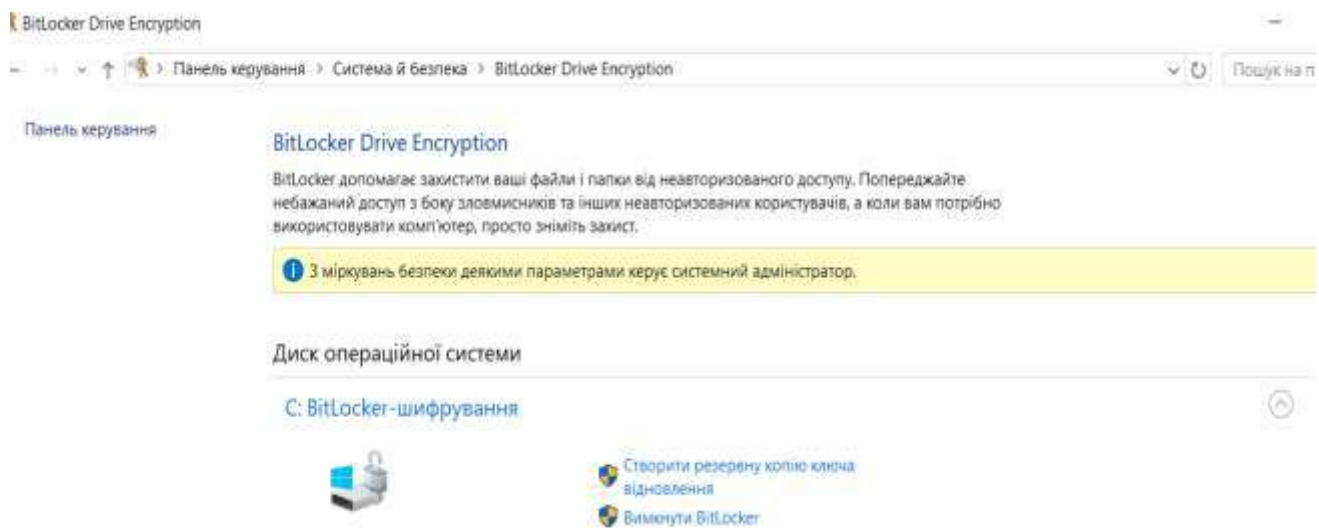 BitLocker Drive Encryption
Панель керування > Система й безпека > BitLocker Drive Encryption
Пошук на п
Панель керування
BitLocker Drive Encryption
BitLocker допомагає захистити ваші файли і папки від неавторизованого доступу. Попереджайте
небажаний доступ з боку зловмисників та інших неавторизованих користувачів, а коли вам потрібно
використовувати комп'ютер, просто зніміть захист.
З міркувань безпеки деякими параметрами керує системний адміністратор.
Диск операційної системи
C: BitLocker-шифрування
Створити резервну копію ключа
відновлення
Вимкнути BitLocker